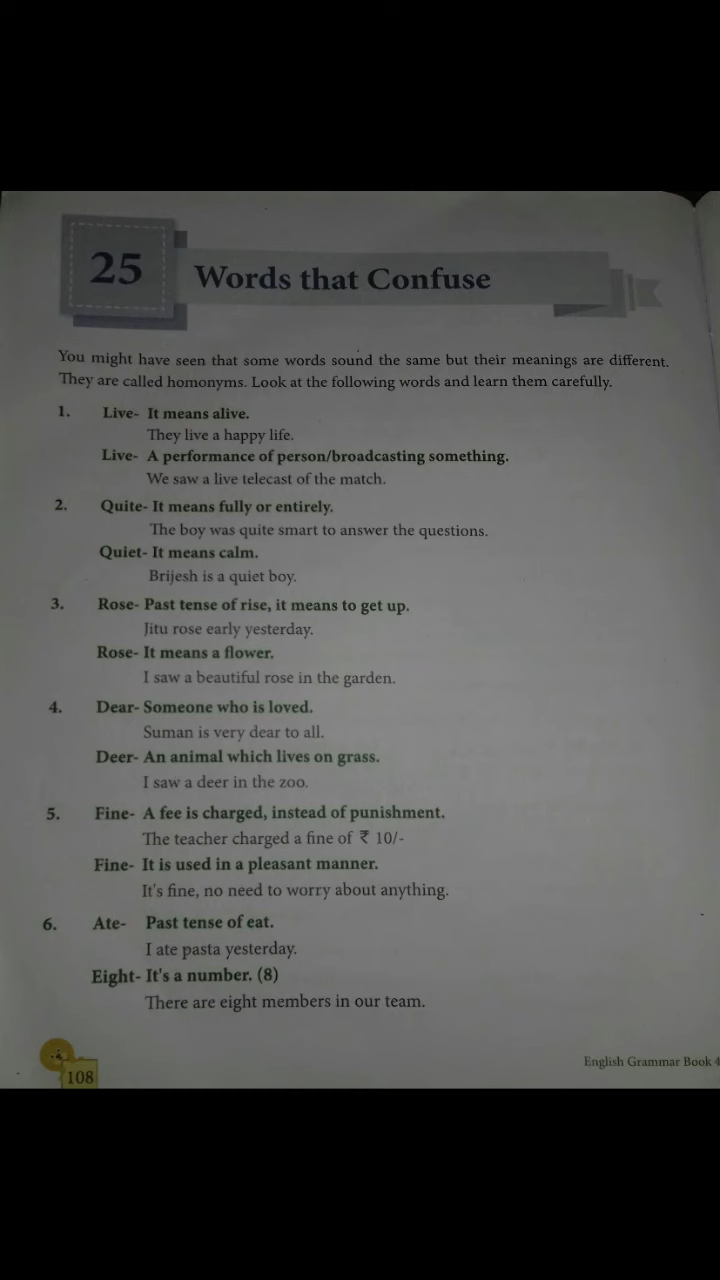 25
Words that Confuse
You might have seen that some words sound the same but their meanings are different.
They are called homonyms. Look at the following words and learn them carefully.
1. Live- It means alive.
They live a happy life.
Live- A performance of person/broadcasting something.
We saw a live telecast of the match.
2. Quite- It means fully or entirely.
The boy was quite smart to answer the questions.
Quiet- It means calm.
Brijesh is a quiet boy.
3. Rose- Past tense of rise, it means to get up.
Jitu rose early yesterday.
Rose- It means a flower.
I saw a beautiful rose in the garden.
4. Dear- Someone who is loved.
Suman is very dear to all.
Deer- An animal which lives on grass.
I saw a deer in the zoo.
5. Fine- A fee is charged, instead of punishment.
The teacher charged a fine of ₹ 10/-
Fine- It is used in a pleasant manner.
It's fine, no need to worry about anything.
6. Ate- Past tense of eat.
I ate pasta yesterday.
Eight- It's a number. (8)
There are eight members in our team.
English Grammar Book 4
108